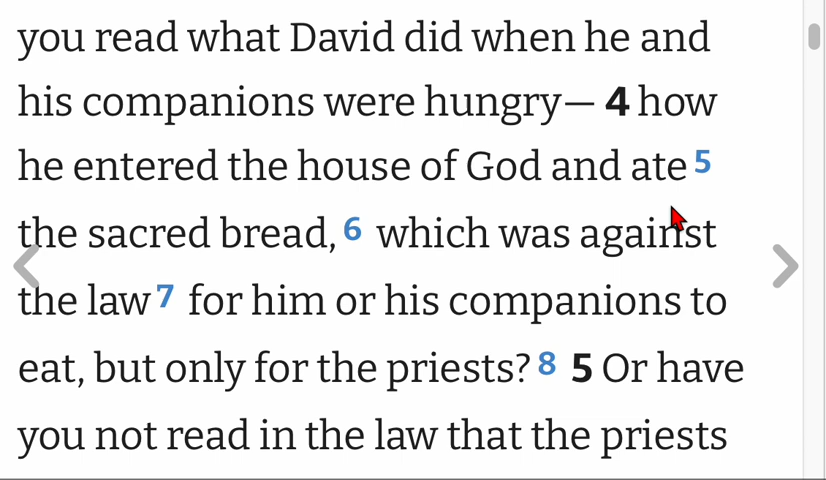 you read what David did when he and
his companions were hungry— 4 how
he entered the house of God and ate 5
the sacred bread, 6 which was against
the law 7 for him or his companions to
eat, but only for the priests? 8 5 Or have
you not read in the law that the priests